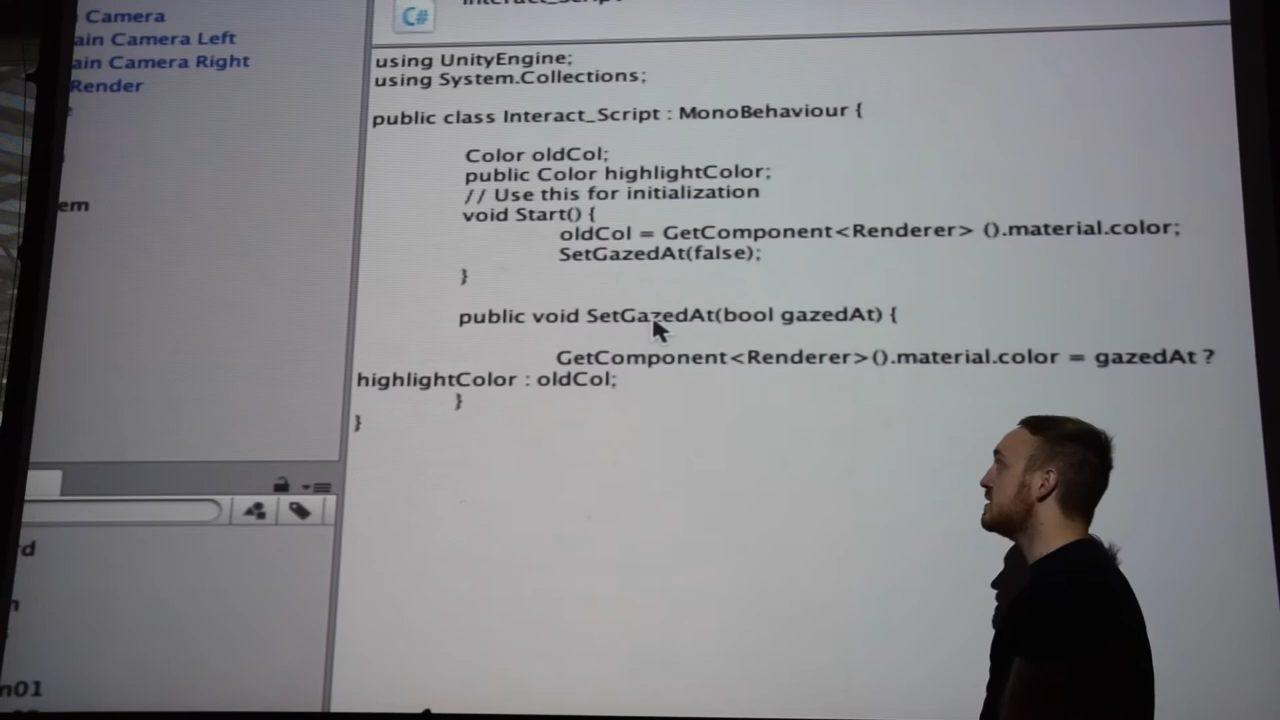 Camera
ain Camera Left
ain Camera Right
Render
em
rd
n
n01
C#
Interact_Script
using UnityEngine;
using System.Collections;
public class Interact_Script : MonoBehaviour {
Color oldCol;
public Color highlightColor;
// Use this for initialization
void Start() {
oldCol = GetComponent<Renderer> ().material.color;
SetGazedAt(false);
}
public void SetGazedAt(bool gazedAt) {
GetComponent<Renderer>().material.color = gazedAt ?
highlightColor : oldCol;
}
}